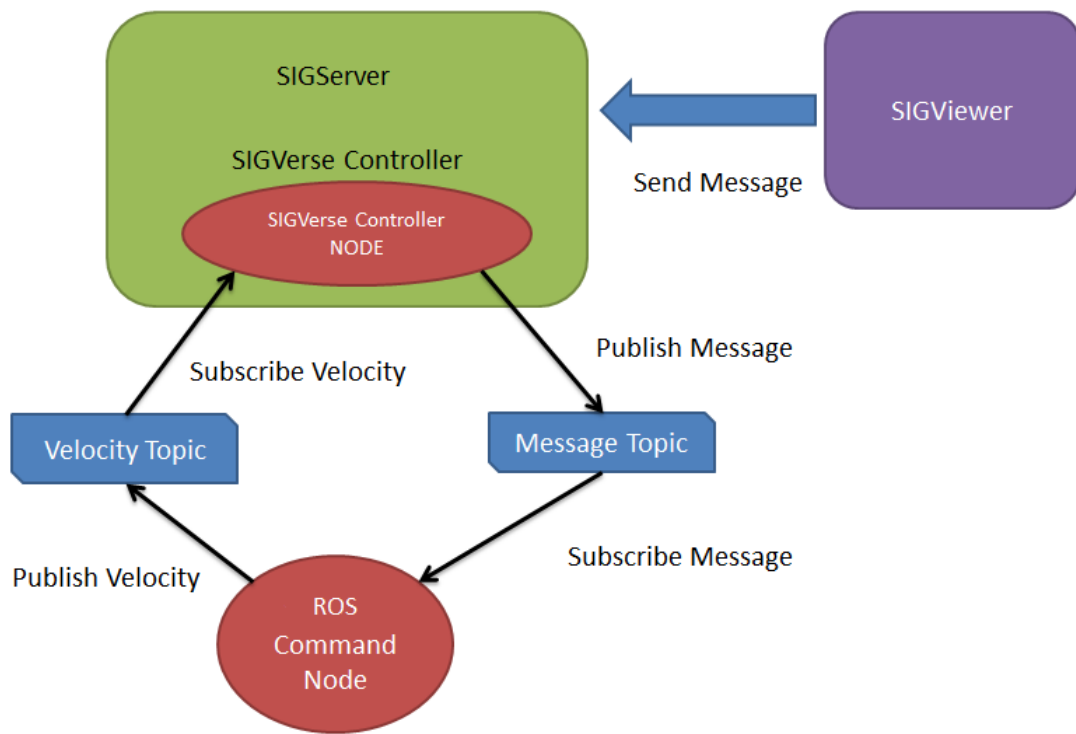 SIGServer
SIGViewer
SIGVerse Controller
Send Message
SIGVerse Controller
NODE
Publish Message
Subscribe Velocity
Velocity Topic
Message Topic
Subscribe Message
Publish Velocity
ROS
Command
Node